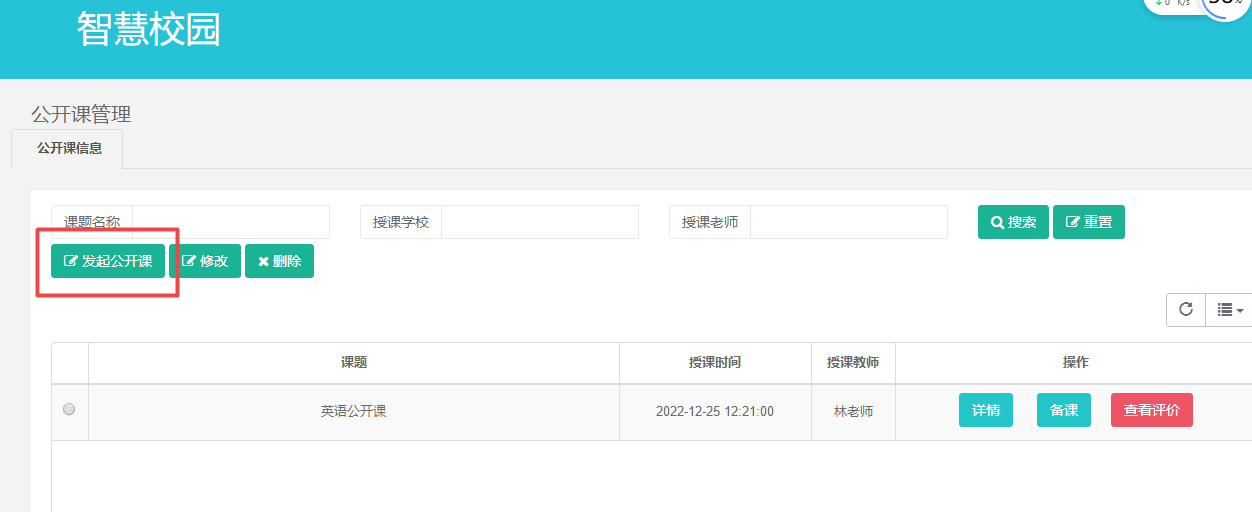 智慧校园
0 K/s
公开课管理
公开课信息
课题名称 授课学校 授课老师 搜索 重置
发起公开课 修改 删除
课题 授课时间 授课教师 操作
英语公开课 2022-12-25 12:21:00 林老师 详情 备课 查看评价